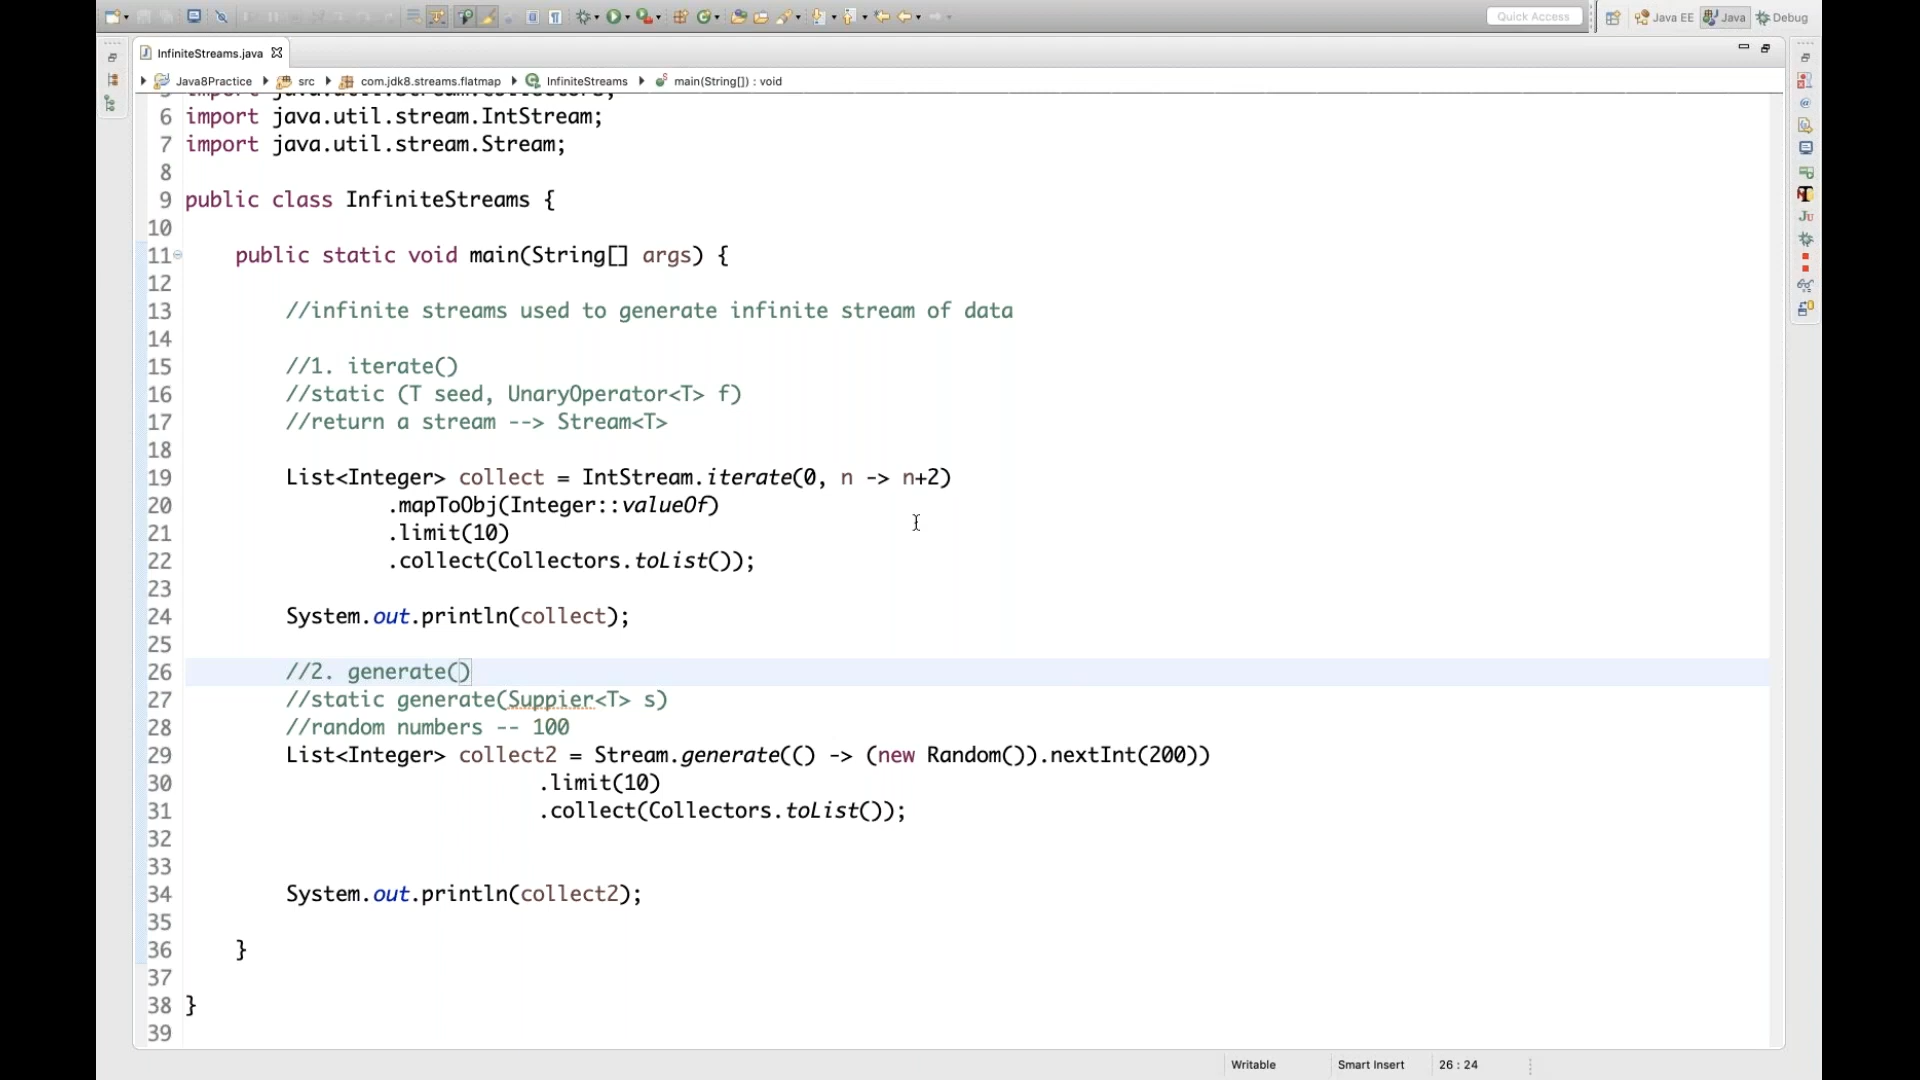 Quick Access
Java EE
Java
Debug
InfiniteStreams.java
Java8Practice
src
com.jdk8.streams.flatmap
InfiniteStreams
main(String[]) : void
6 import java.util.stream.IntStream;
7 import java.util.stream.Stream;
8
9 public class InfiniteStreams {
10
11 public static void main(String[] args) {
12
13 //infinite streams used to generate infinite stream of data
14
15 //1. iterate()
16 //static (T seed, UnaryOperator<T> f)
17 //return a stream --> Stream<T>
18
19 List<Integer> collect = IntStream.iterate(0, n -> n+2)
20 .mapToObj(Integer::valueOf)
21 .limit(10)
22 .collect(Collectors.toList());
23
24 System.out.println(collect);
25
26 //2. generate()
27 //static generate(Suppier<T> s)
28 //random numbers -- 100
29 List<Integer> collect2 = Stream.generate(() -> (new Random()).nextInt(200))
30 .limit(10)
31 .collect(Collectors.toList());
32
33
34 System.out.println(collect2);
35
36 }
37
38 }
39
Writable
Smart Insert
26 : 24